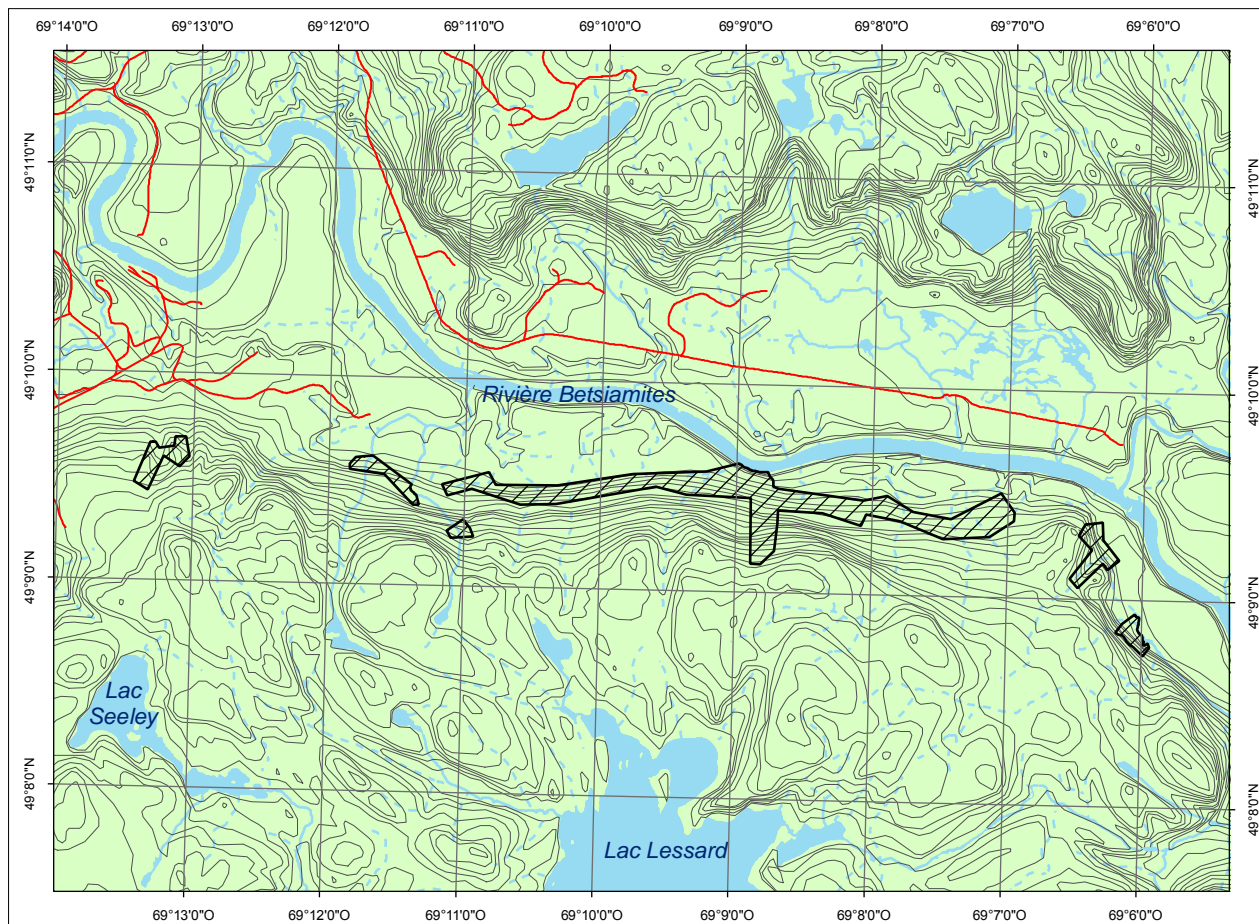 69°14'0"O 69°13'0"O 69°12'0"O 69°11'0"O 69°10'0"O 69°9'0"O 69°8'0"O 69°7'0"O 69°6'0"O
49°11'0"N
49°11'0"N
49°10'0"N
49°10'0"N
Rivière Betsiamites
49°9'0"N
49°9'0"N
Lac
Seeley
49°8'0"N
49°8'0"N
Lac Lessard
69°13'0"O 69°12'0"O 69°11'0"O 69°10'0"O 69°9'0"O 69°8'0"O 69°7'0"O 69°6'0"O